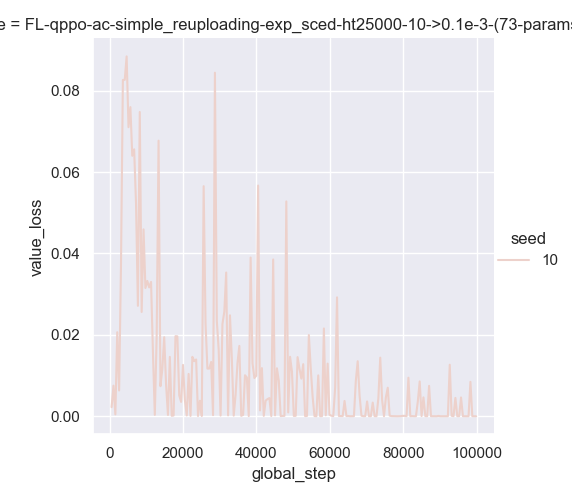 e = FL-qppo-ac-simple_reuploading-exp_sced-ht25000-10->0.1e-3-(73-params
0.08
0.06
0.04
0.02
0.00
value_loss
0 20000 40000 60000 80000 100000
global_step
seed
10